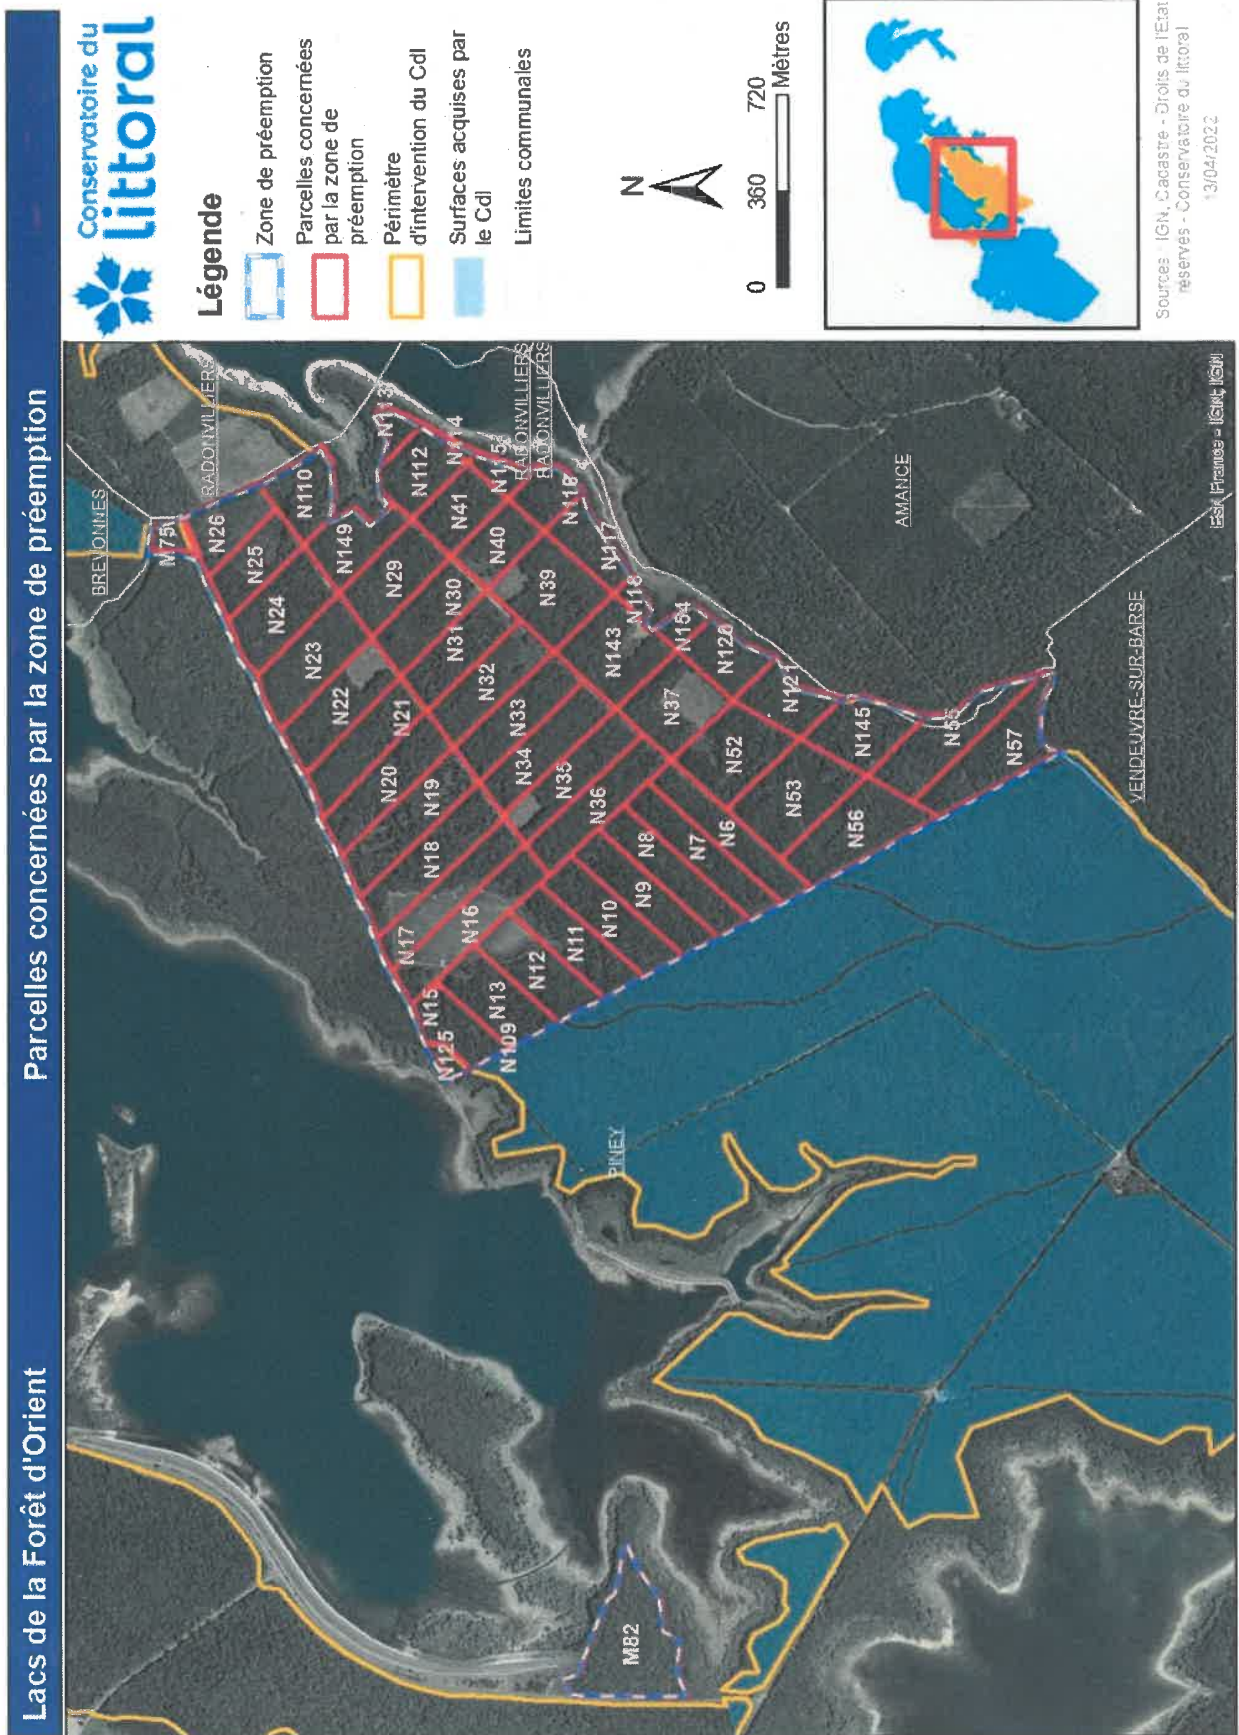 Lacs de la Forêt d'Orient
Parcelles concernées par la zone de préemption
Conservatoire du
littoral
Légende
Zone de préemption
Parcelles concernées
par la zone de
préemption
Périmètre
d'intervention du Cdl
Surfaces acquises par
le Cdl
Limites communales
N
0 360 720
Mètres
Sources : IGN, Cadastre - Droits de l'Etat
réservés - Conservatoire du littoral
13/04/2022
BREVONNES
M75
N26
RADONVILLIERS
N25
N110
N24
N149
N113
N23
N29
N112
N114
N22
N30
N41
N115
RADONVILLIERS
RADONVILLIERS
N21
N31
N40
N116
N20
N32
N39
N117
N19
N33
N118
N18
N34
N143
N154
N17
N35
N37
N120
N16
N36
N52
N121
N15
N8
N53
N145
N125
N13
N12
N11
N10
N9
N7
N6
N56
N55
N57
N109
AMANCE
VENDEUVRE-SUR-BARSE
PINEY
M82
Esri France - IGN, IGN